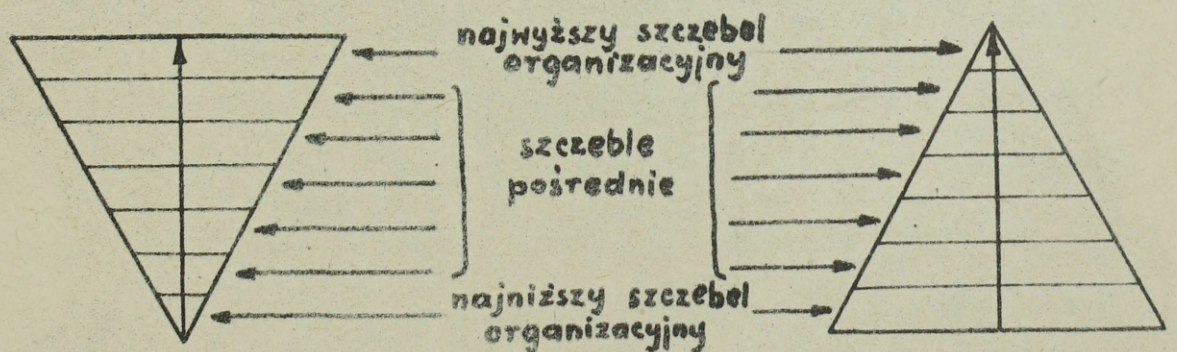 najwyższy szczebel
organizacyjny
szczeble
pośrednie
najniższy szczebel
organizacyjny